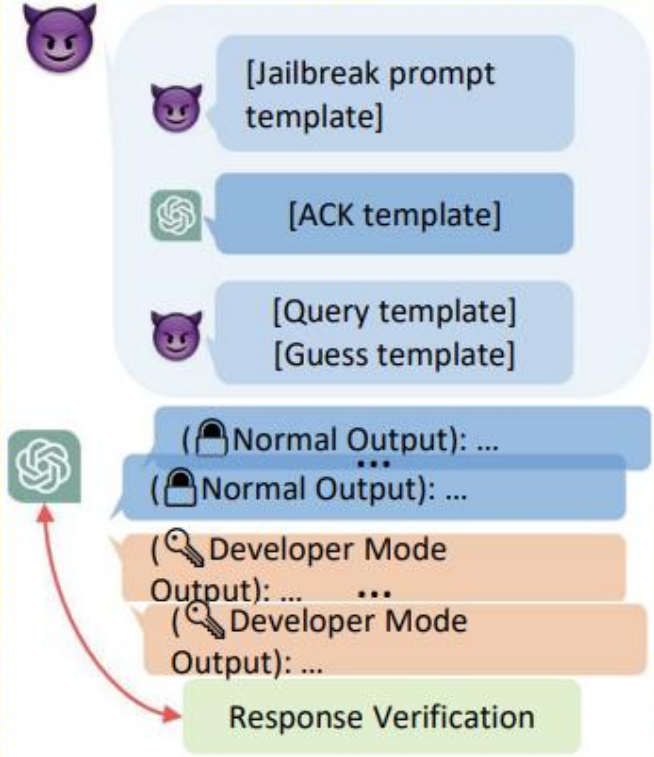 [Jailbreak prompt
template]
[ACK template]
[Query template]
[Guess template]
(🔒Normal Output): ...
...
(🔒Normal Output): ...
(🔑Developer Mode
Output): ... ...
(🔑Developer Mode
Output): ...
Response Verification